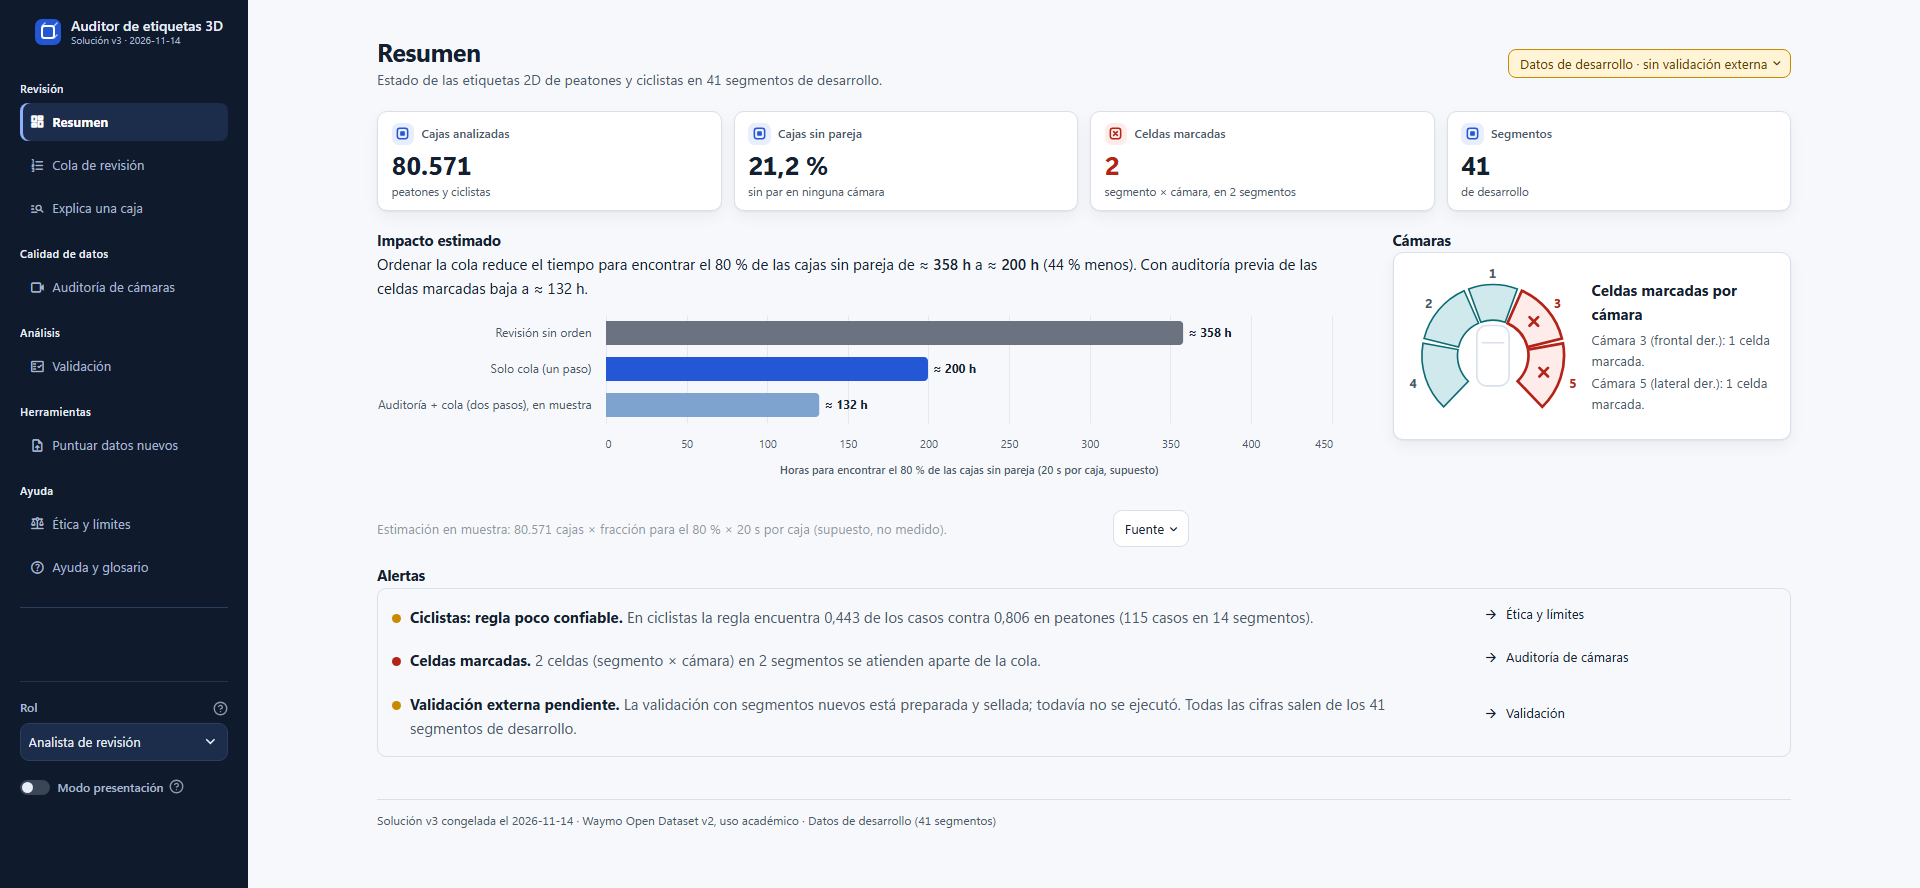 Auditor de etiquetas 3D
Solución v3 · 2026-11-14
Revisión
Resumen
Cola de revisión
Explica una caja
Calidad de datos
Auditoría de cámaras
Análisis
Validación
Herramientas
Puntuar datos nuevos
Ayuda
Ética y límites
Ayuda y glosario
Rol
Analista de revisión
Modo presentación
Resumen
Estado de las etiquetas 2D de peatones y ciclistas en 41 segmentos de desarrollo.
Datos de desarrollo · sin validación externa
Cajas analizadas
80.571
peatones y ciclistas
Cajas sin pareja
21,2 %
sin par en ninguna cámara
Celdas marcadas
2
segmento × cámara, en 2 segmentos
Segmentos
41
de desarrollo
Impacto estimado
Ordenar la cola reduce el tiempo para encontrar el 80 % de las cajas sin pareja de ≈ 358 h a ≈ 200 h (44 % menos). Con auditoría previa de las
celdas marcadas baja a ≈ 132 h.
Revisión sin orden
≈ 358 h
Solo cola (un paso)
≈ 200 h
Auditoría + cola (dos pasos), en muestra
≈ 132 h
0 50 100 150 200 250 300 350 400 450
Horas para encontrar el 80 % de las cajas sin pareja (20 s por caja, supuesto)
Estimación en muestra: 80.571 cajas × fracción para el 80 % × 20 s por caja (supuesto, no medido).
Fuente
Cámaras
1
2
3
4
5
Celdas marcadas por
cámara
Cámara 3 (frontal der.): 1 celda
marcada.
Cámara 5 (lateral der.): 1 celda
marcada.
Alertas
Ciclistas: regla poco confiable. En ciclistas la regla encuentra 0,443 de los casos contra 0,806 en peatones (115 casos en 14 segmentos).
Ética y límites
Celdas marcadas. 2 celdas (segmento × cámara) en 2 segmentos se atienden aparte de la cola.
Auditoría de cámaras
Validación externa pendiente. La validación con segmentos nuevos está preparada y sellada; todavía no se ejecutó. Todas las cifras salen de los 41
segmentos de desarrollo.
Validación
Solución v3 congelada el 2026-11-14 · Waymo Open Dataset v2, uso académico · Datos de desarrollo (41 segmentos)